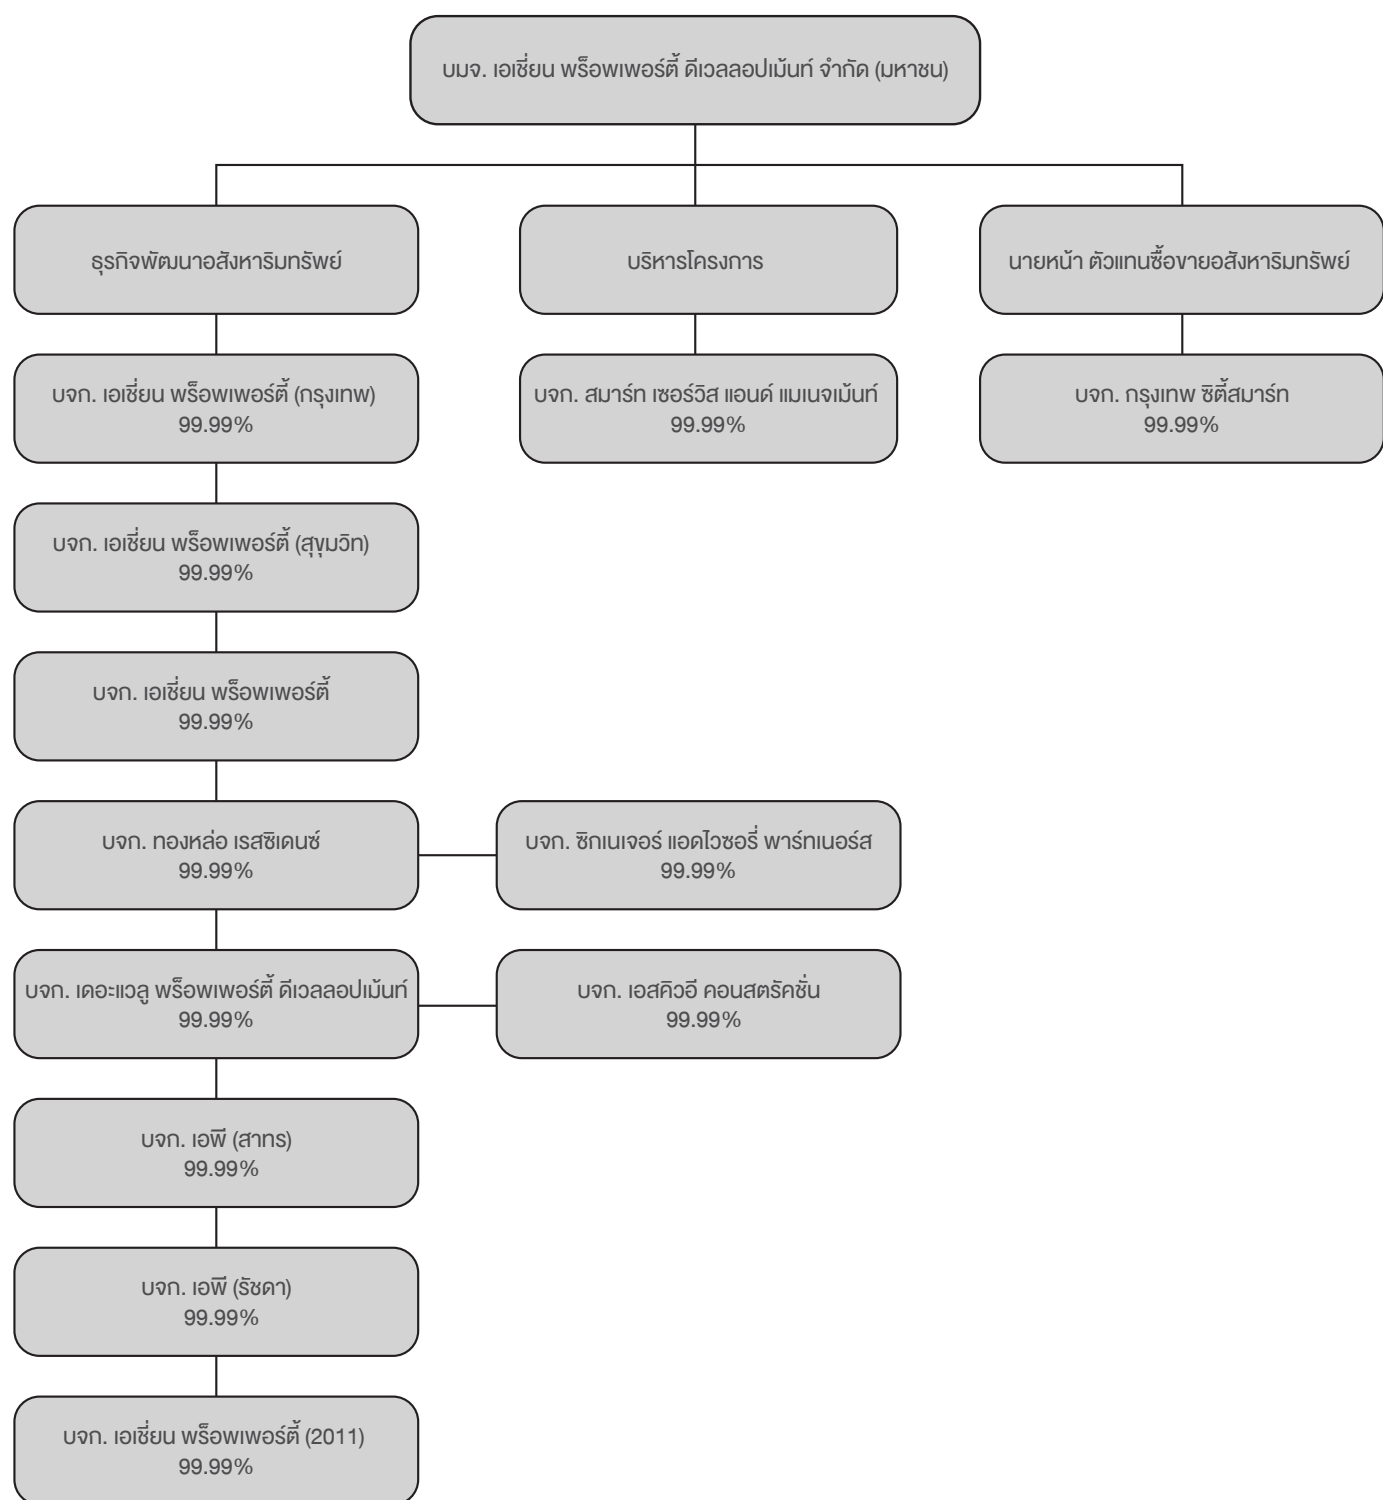 บมจ. เอเชี่ยน พร็อพเพอร์ตี้ ดีเวลลอปเม้นท์ จำกัด (มหาชน)
ธุรกิจพัฒนาอสังหาริมทรัพย์
บริหารโครงการ
นายหน้า ตัวแทนซื้อขายอสังหาริมทรัพย์
บจก. เอเชี่ยน พร็อพเพอร์ตี้ (กรุงเทพ)
99.99%
บจก. สมาร์ท เซอร์วิส แอนด์ แมเนจเม้นท์
99.99%
บจก. กรุงเทพ ซิตี้สมาร์ท
99.99%
บจก. เอเชี่ยน พร็อพเพอร์ตี้ (สุขุมวิท)
99.99%
บจก. เอเชี่ยน พร็อพเพอร์ตี้
99.99%
บจก. ทองหล่อ เรสซิเดนซ์
99.99%
บจก. ซิกเนเจอร์ แอดไวซอรี่ พาร์ทเนอร์ส
99.99%
บจก. เดอะแวลู พร็อพเพอร์ตี้ ดีเวลลอปเม้นท์
99.99%
บจก. เอสคิวอี คอนสตรัคชั่น
99.99%
บจก. เอพี (สาทร)
99.99%
บจก. เอพี (รัชดา)
99.99%
บจก. เอเชี่ยน พร็อพเพอร์ตี้ (2011)
99.99%